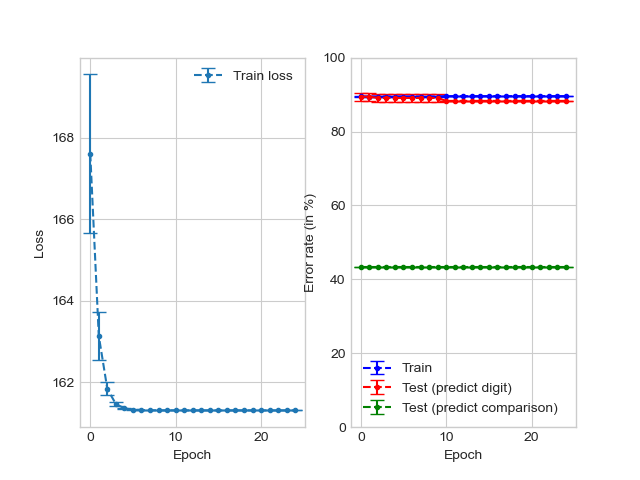 Train loss
168
166
164
162
Loss
0
10
20
Epoch
100
80
60
40
20
0
Error rate (in %)
Train
Test (predict digit)
Test (predict comparison)
0
10
20
Epoch